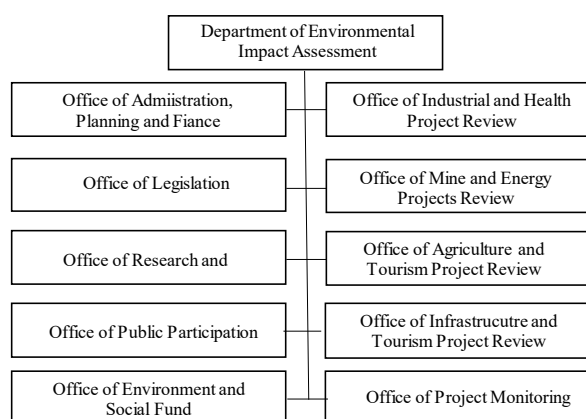 Department of Environmental
Impact Assessment
Office of Admiistration,
Planning and Fiance
Office of Industrial and Health
Project Review
Office of Legislation
Office of Mine and Energy
Projects Review
Office of Research and
Office of Agriculture and
Tourism Project Review
Office of Public Participation
Office of Infrastrucutre and
Tourism Project Review
Office of Environment and
Social Fund
Office of Project Monitoring